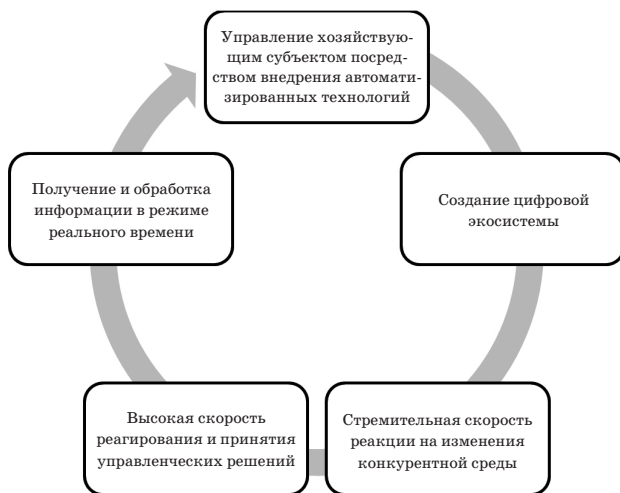 Управление хозяйствую-
щим субъектом посред-
ством внедрения автомати-
зированных технологий
Создание цифровой
экосистемы
Стремительная скорость
реакции на изменения
конкурентной среды
Высокая скорость
реагирования и принятия
управленческих решений
Получение и обработка
информации в режиме
реального времени